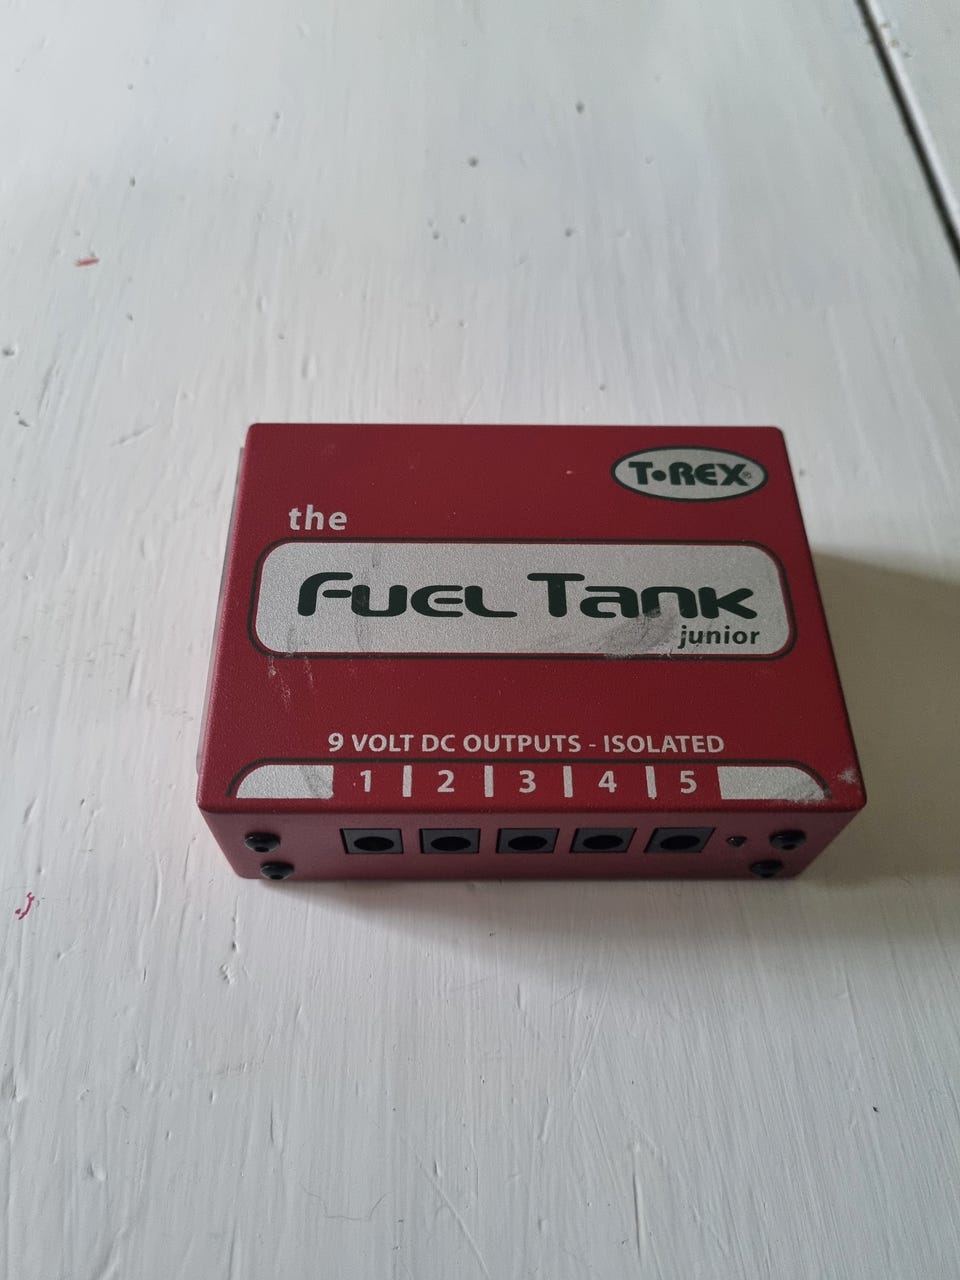 T-REX®
the
Fuel Tank
junior
9 VOLT DC OUTPUTS - ISOLATED
1 | 2 | 3 | 4 | 5